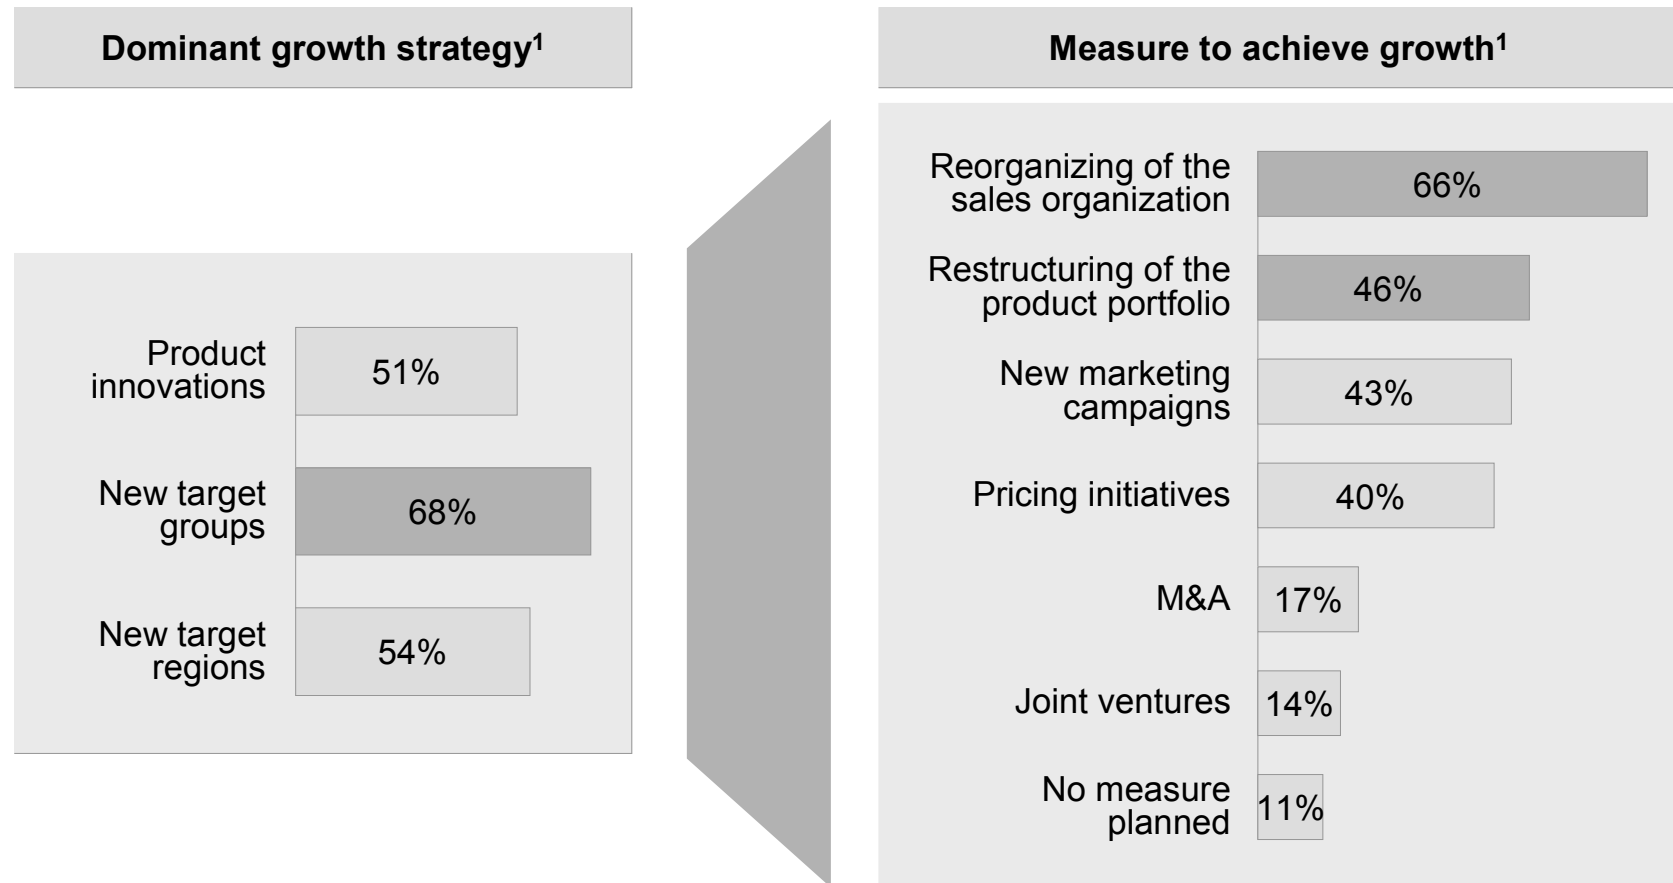 Dominant growth strategy1
Product
innovations
51%
New target
groups
68%
New target
regions
54%
Measure to achieve growth1
Reorganizing of the
sales organization
66%
Restructuring of the
product portfolio
46%
New marketing
campaigns
43%
Pricing initiatives
40%
M&A
17%
Joint ventures
14%
No measure
planned
11%